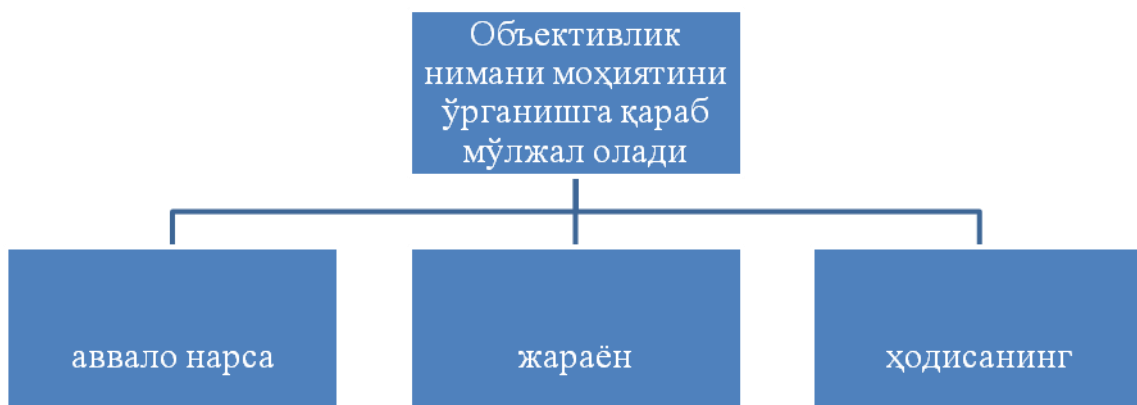 Объективлик
нимани моҳиятини
ўрганишга қараб
мўлжал олади
аввало нарса
жараён
ҳодисанинг